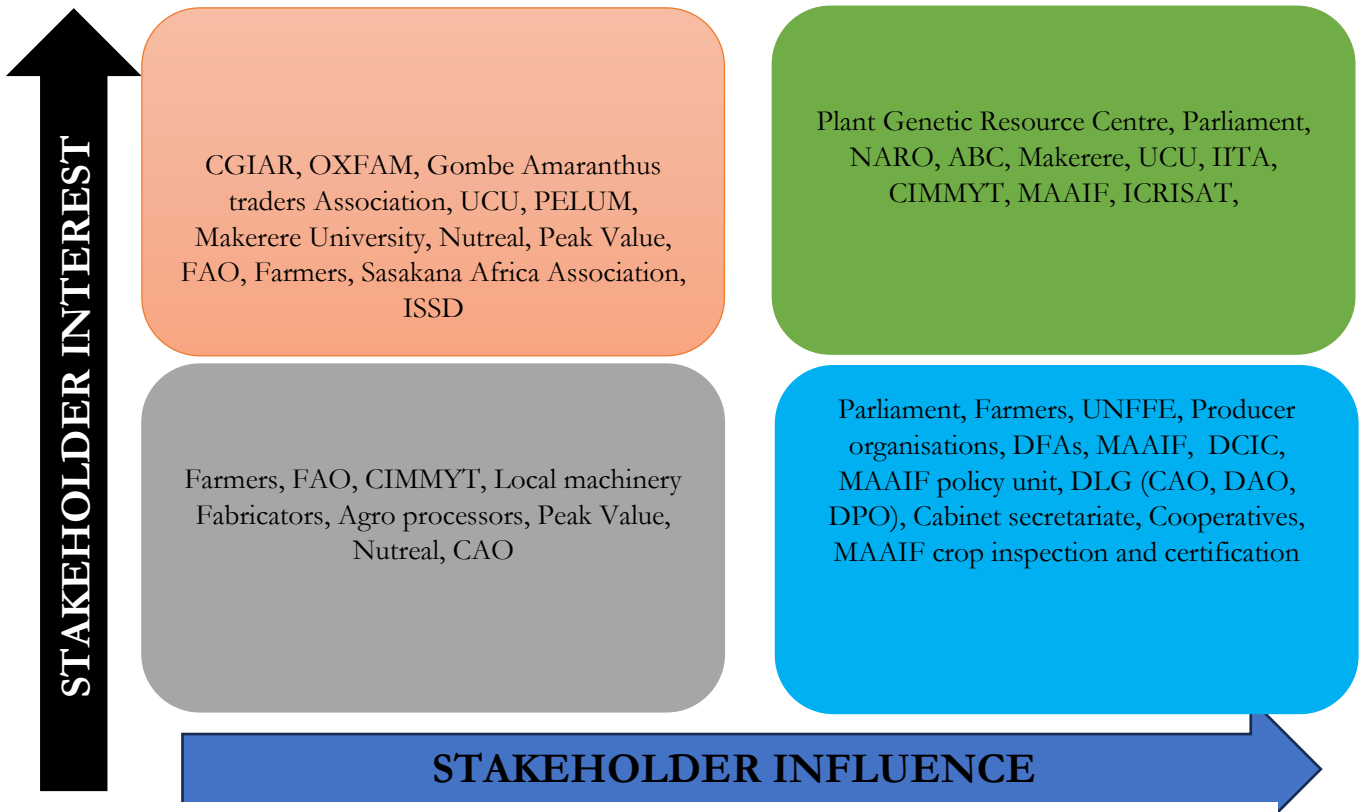 STAKEHOLDER INTEREST
CGIAR, OXFAM, Gombe Amaranthus
traders Association, UCU, PELUM,
Makerere University, Nutreal, Peak Value,
FAO, Farmers, Sasakana Africa Association,
ISSD
Plant Genetic Resource Centre, Parliament,
NARO, ABC, Makerere, UCU, IITA,
CIMMYT, MAAIF, ICRISAT,
Farmers, FAO, CIMMYT, Local machinery
Fabricators, Agro processors, Peak Value,
Nutreal, CAO
Parliament, Farmers, UNFFE, Producer
organisations, DFAs, MAAIF, DCIC,
MAAIF policy unit, DLG (CAO, DAO,
DPO), Cabinet secretariate, Cooperatives,
MAAIF crop inspection and certification
STAKEHOLDER INFLUENCE